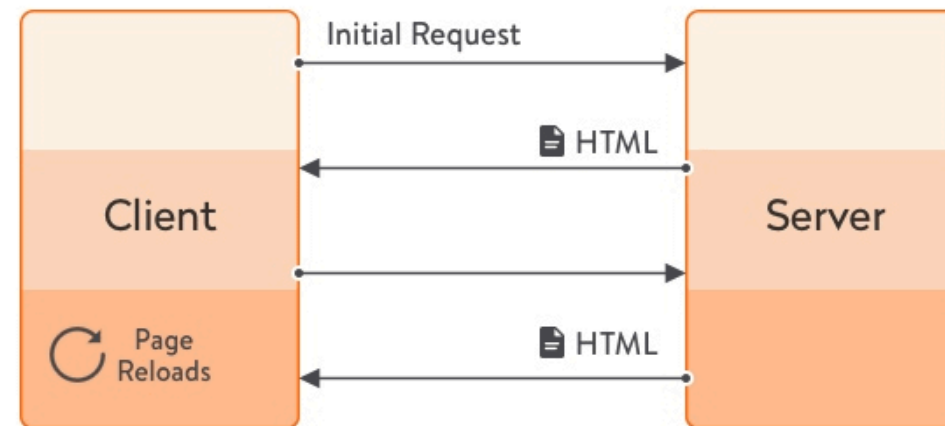 Initial Request
HTML
Client
Server
HTML
Page
Reloads